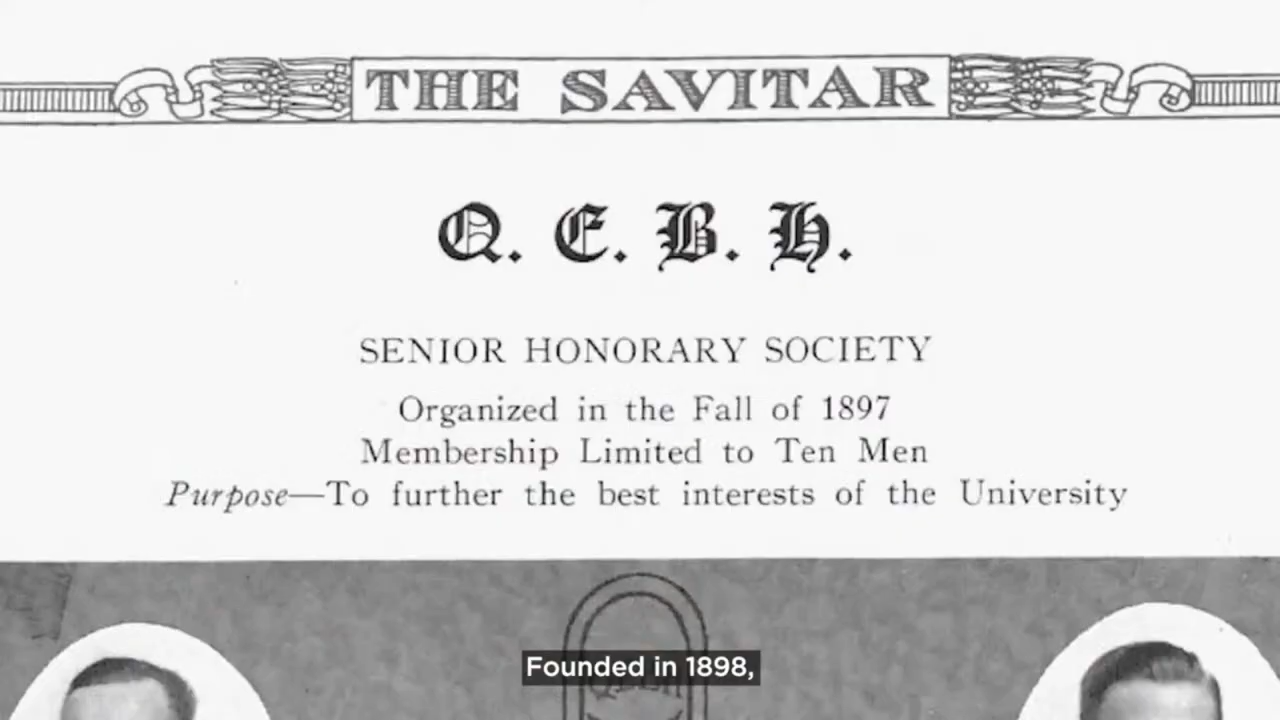 THE SAVITAR
Q. E. B. H.
SENIOR HONORARY SOCIETY
Organized in the Fall of 1897
Membership Limited to Ten Men
Purpose—To further the best interests of the University
Founded in 1898,